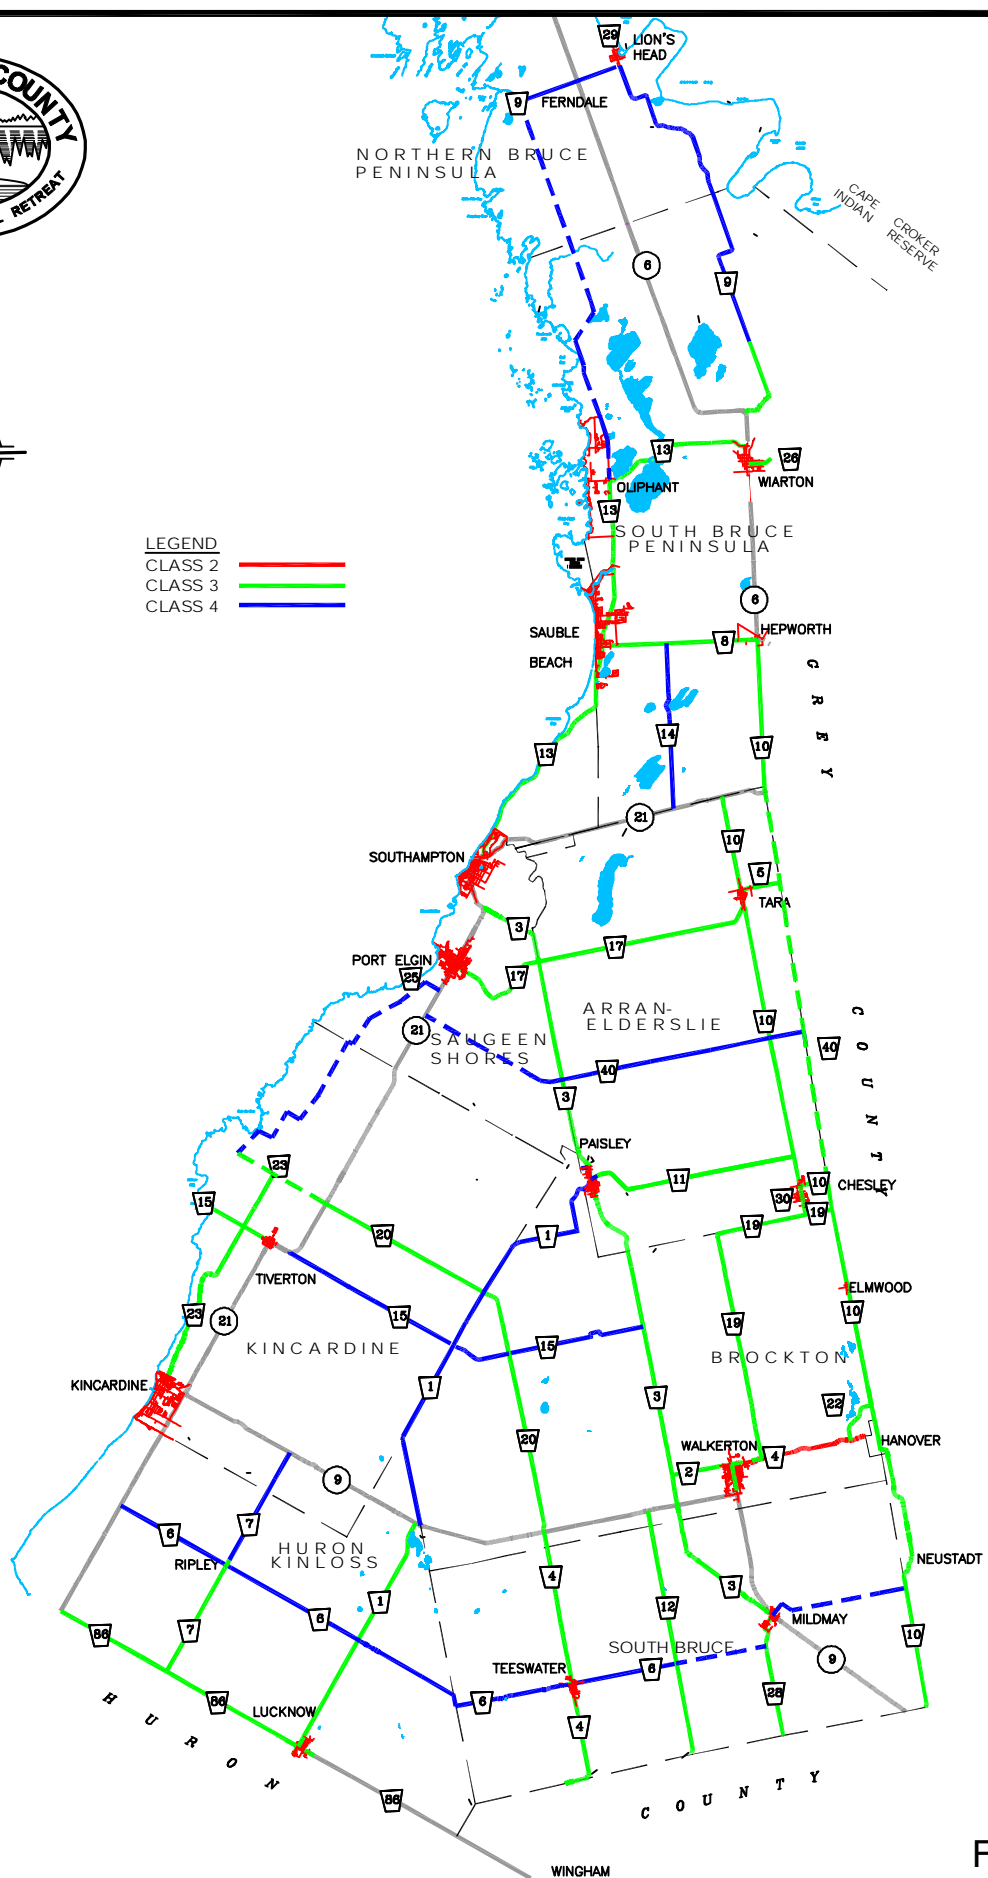 COUNTY
RETREAT
29
LION'S
HEAD
9
FERNDALE
NORTHERN BRUCE
PENINSULA
CAPE CROKER
INDIAN RESERVE
6
9
13
26
WIARTON
OLIPHANT
13
SOUTH BRUCE
PENINSULA
LEGEND
CLASS 2
CLASS 3
CLASS 4
6
SAUBLE
BEACH
8
HEPWORTH
GREY
14
10
13
21
SOUTHAMPTON
10
5
TARA
3
17
PORT ELGIN
25
17
ARRAN-
ELDERSLIE
10
21
SAUGEEN
SHORES
40
40
COUNTY
3
PAISLEY
23
11
10
CHESLEY
30
15
19
19
20
1
TIVERTON
ELMWOOD
23
21
15
10
19
KINCARDINE
15
BROCKTON
KINCARDINE
1
3
22
20
WALKERTON
4
HANOVER
2
9
6
7
HURON
KINLOSS
RIPLEY
NEUSTADT
4
3
1
12
6
MILDMAY
86
7
SOUTH BRUCE
10
9
TEESWATER
6
86
6
28
LUCKNOW
4
HURON
86
COUNTY
WINGHAM
F